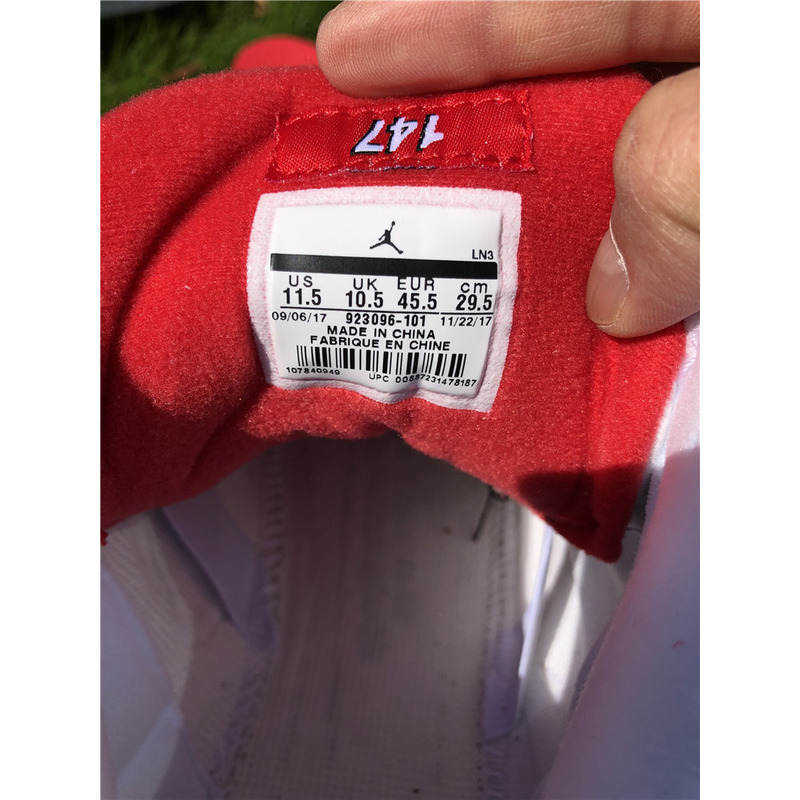 147
LN3
US UK EUR cm
11.5 10.5 45.5 29.5
09/06/17 923096-101 11/22/17
MADE IN CHINA
FABRIQUE EN CHINE
107840949 UPC 00887231478187